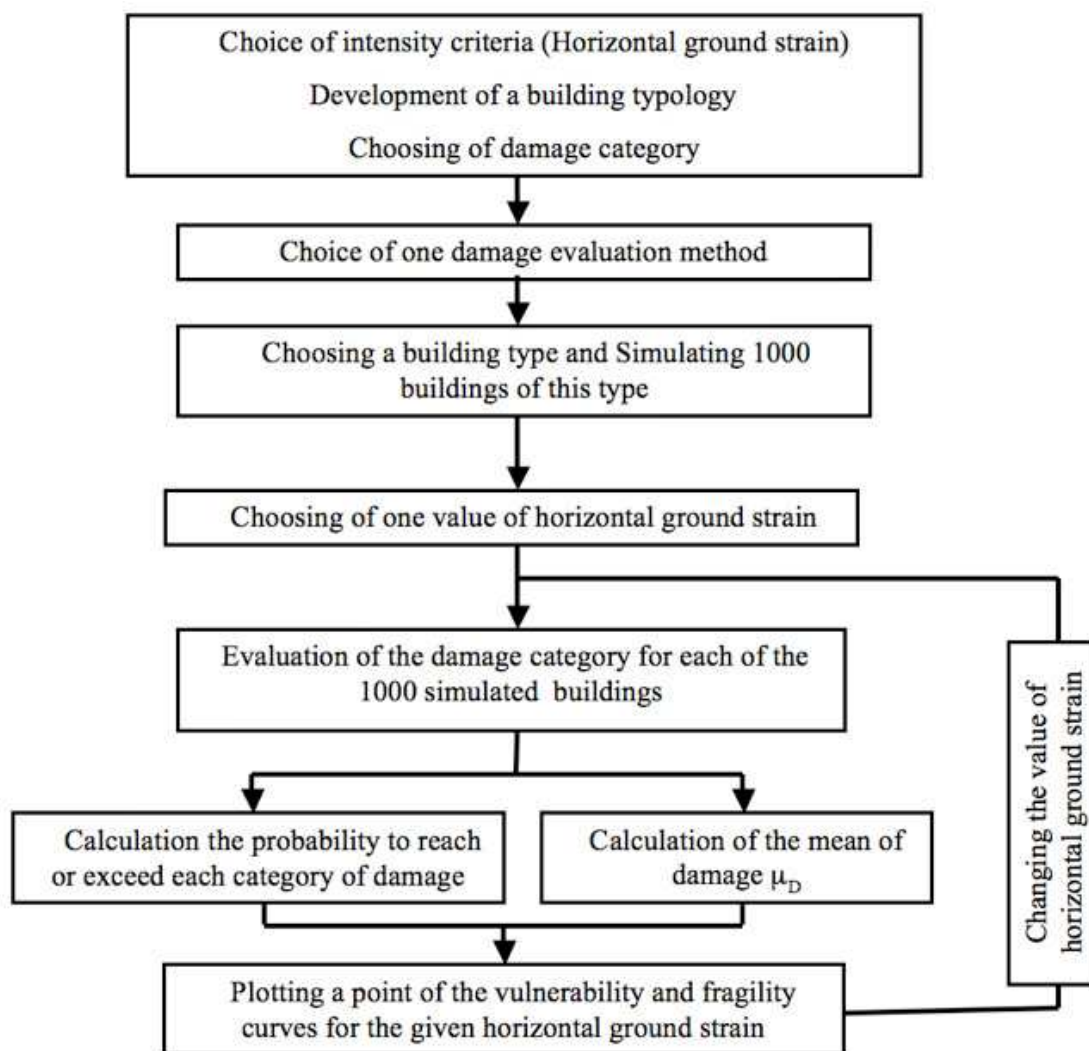 Choice of intensity criteria (Horizontal ground strain)
Development of a building typology
Choosing of damage category
Choice of one damage evaluation method
Choosing a building type and Simulating 1000
buildings of this type
Choosing of one value of horizontal ground strain
Evaluation of the damage category for each of the
1000 simulated buildings
Changing the value of
horizontal ground strain
Calculation the probability to reach
or exceed each category of damage
Calculation of the mean of
damage μD
Plotting a point of the vulnerability and fragility
curves for the given horizontal ground strain